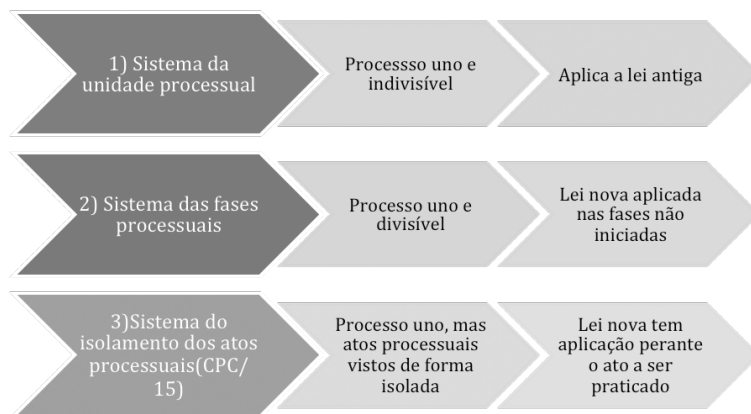 1) Sistema da
unidade processual
Processso uno e
indivisível
Aplica a lei antiga
2) Sistema das fases
processuais
Processo uno e
divisível
Lei nova aplicada
nas fases não
iniciadas
3)Sistema do
isolamento dos atos
processuais(CPC/
15)
Processo uno, mas
atos processuais
vistos de forma
isolada
Lei nova tem
aplicação perante
o ato a ser
praticado